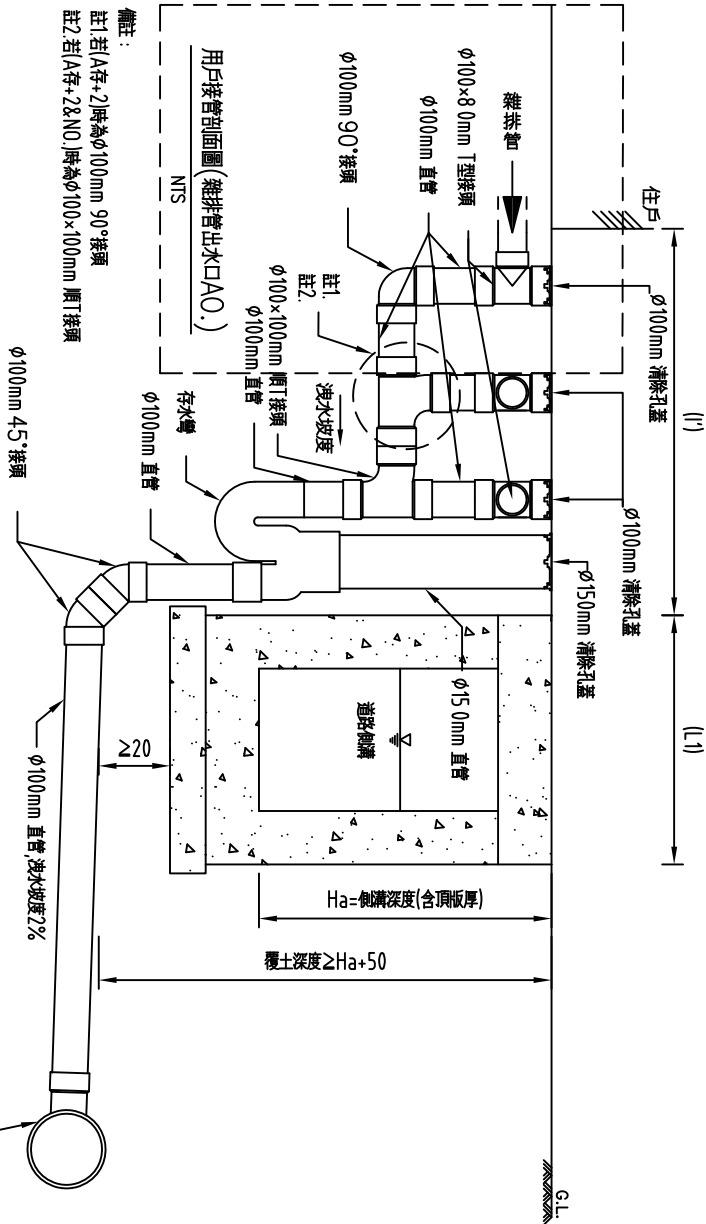 住戶
(l')
(L1)
G.L.
雜排管
ϕ100×80mm T型接頭
ϕ100mm 直管
ϕ100mm 90°接頭
用戶接管剖面圖(雜排管出水口AO.)
NTS
ϕ100mm 清除孔蓋
ϕ100mm 清除孔蓋
ϕ150mm 清除孔蓋
註1.
註2.
洩水坡度
ϕ100×100mm 順T接頭
ϕ100mm 直管
存水彎
ϕ100mm 直管
ϕ100mm 45°接頭
ϕ150mm 直管
道路側溝
≥20
Ha=側溝深度(含頂版厚)
覆土深度≥Ha+50
ϕ100mm 直管,洩水坡度2%
備註：
註1.若(A存+2)時為ϕ100mm 90°接頭
註2.若(A存+2&NO.)時為ϕ100×100mm 順T接頭